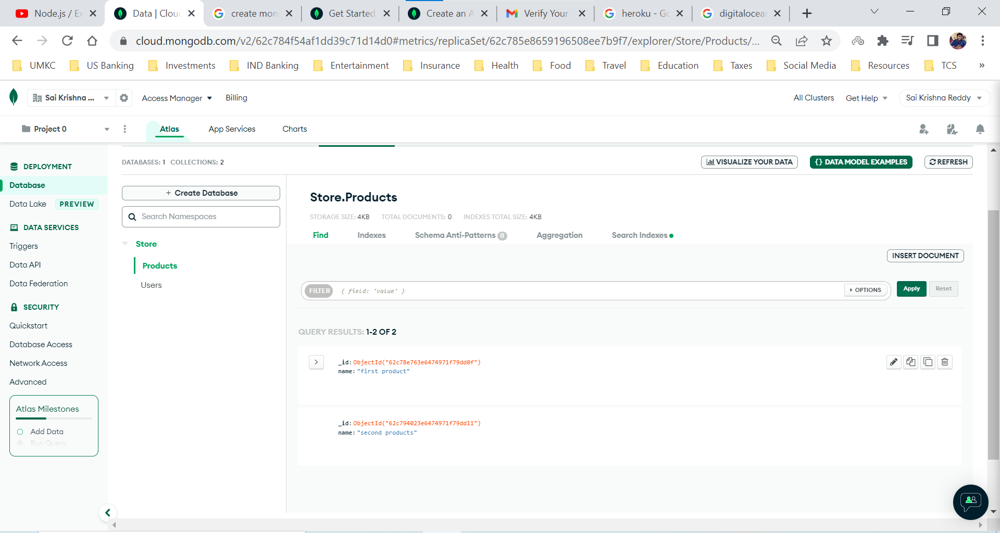 Node.js / Ex
Data | Clou
create mon
Get Started
Create an A
Verify Your
heroku - Go
digitalocean
cloud.mongodb.com/v2/62c784f54af1dd39c71d14d0#metrics/replicaSet/62c785e8659196508ee7b9f7/explorer/Store/Products/...
UMKC
US Banking
Investments
IND Banking
Entertainment
Insurance
Health
Food
Travel
Education
Taxes
Social Media
Resources
TCS
»
Sai Krishna ...
Access Manager
Billing
All Clusters
Get Help
Sai Krishna Reddy
Project 0
Atlas
App Services
Charts
DATABASES: 1 COLLECTIONS: 2
VISUALIZE YOUR DATA
{} DATA MODEL EXAMPLES
REFRESH
DEPLOYMENT
Database
Data Lake PREVIEW
DATA SERVICES
Triggers
Data API
Data Federation
SECURITY
Quickstart
Database Access
Network Access
Advanced
Atlas Milestones
Add Data
Run Query
+ Create Database
Search Namespaces
Store
Products
Users
Store.Products
STORAGE SIZE: 4KB TOTAL DOCUMENTS: 0 INDEXES TOTAL SIZE: 4KB
Find
Indexes
Schema Anti-Patterns 0
Aggregation
Search Indexes
INSERT DOCUMENT
FILTER { field: 'value' }
OPTIONS
Apply
Reset
QUERY RESULTS: 1-2 OF 2
_id: ObjectId("62c78e763e6474971f79dd0f")
name: "first product"
_id: ObjectId("62c794023e6474971f79dd11")
name: "second products"